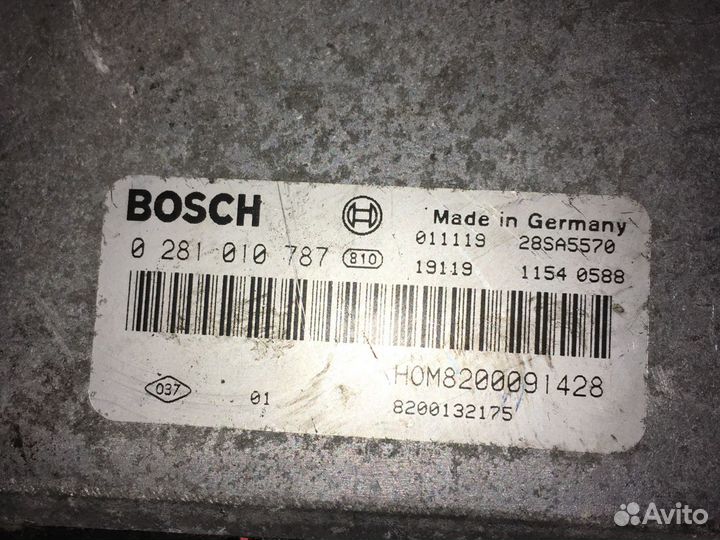 BOSCH
Made in Germany
0 281 010 787 810
011119 28SA5570
19119 1154 0588
HOM8200091428
037 01
8200132175
Avito